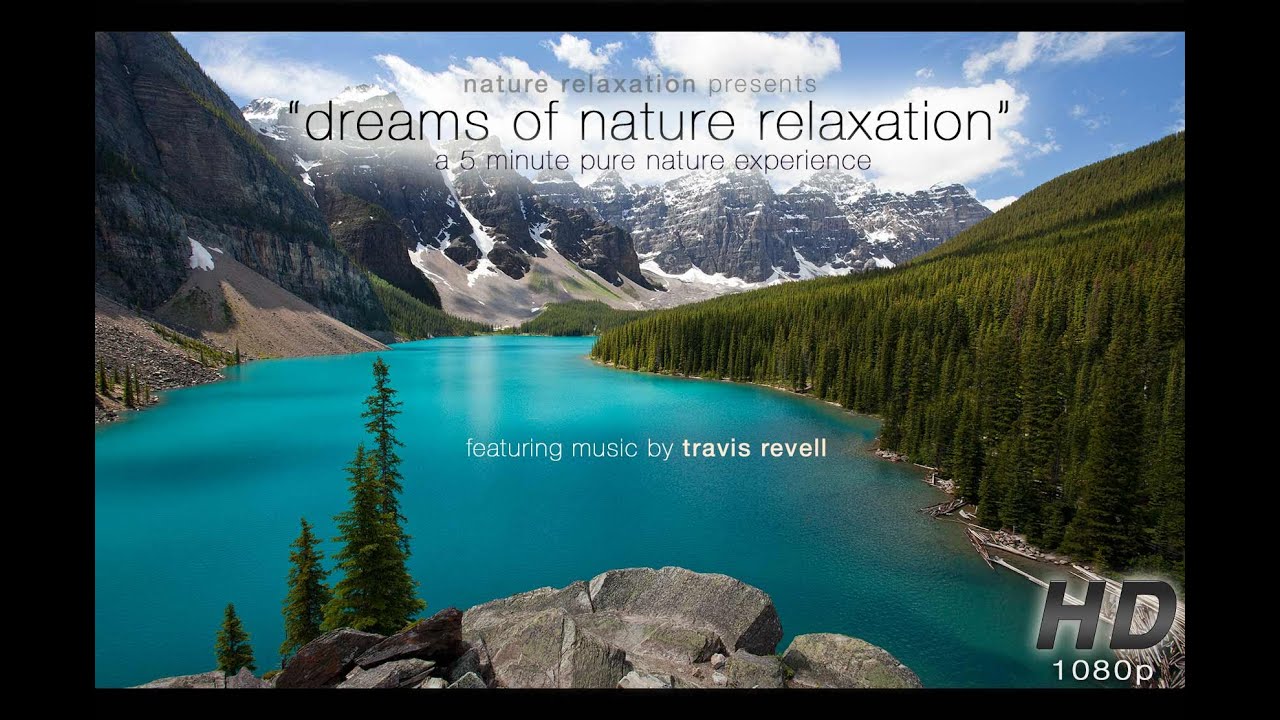 nature relaxation presents
"dreams of nature relaxation"
a 5 minute pure nature experience
featuring music by travis revell
HD
1080p